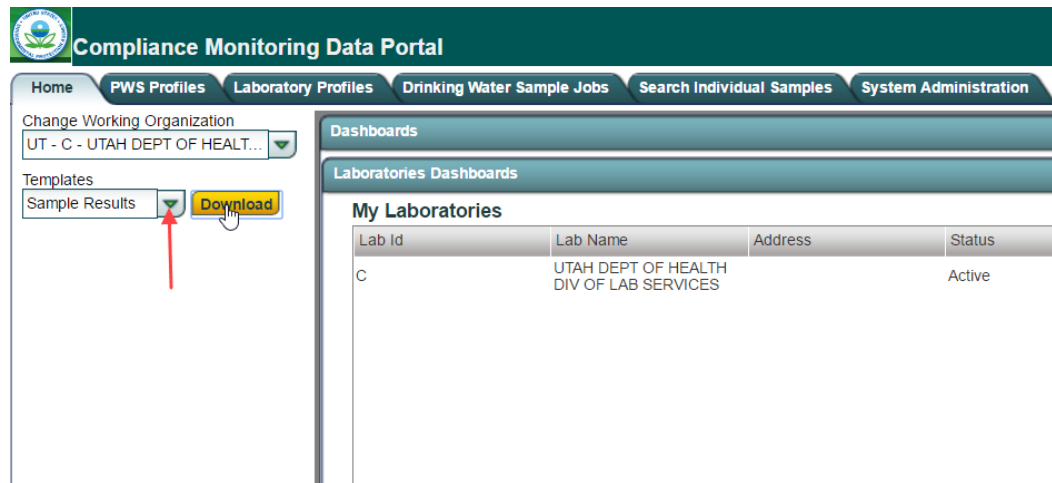 Compliance Monitoring Data Portal
Home PWS Profiles Laboratory Profiles Drinking Water Sample Jobs Search Individual Samples System Administration
Change Working Organization
UT - C - UTAH DEPT OF HEALT...
Templates
Sample Results Download
Dashboards
Laboratories Dashboards
My Laboratories
Lab Id Lab Name Address Status
C UTAH DEPT OF HEALTH DIV OF LAB SERVICES Active